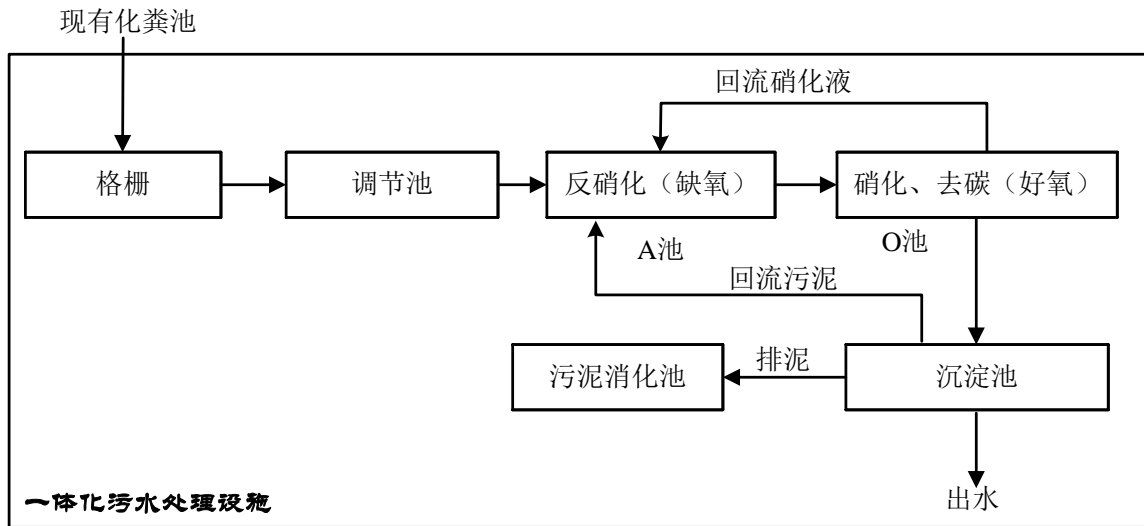 现有化粪池
回流硝化液
格栅
调节池
反硝化（缺氧）
硝化、去碳（好氧）
A池
O池
回流污泥
污泥消化池
排泥
沉淀池
一体化污水处理设施
出水